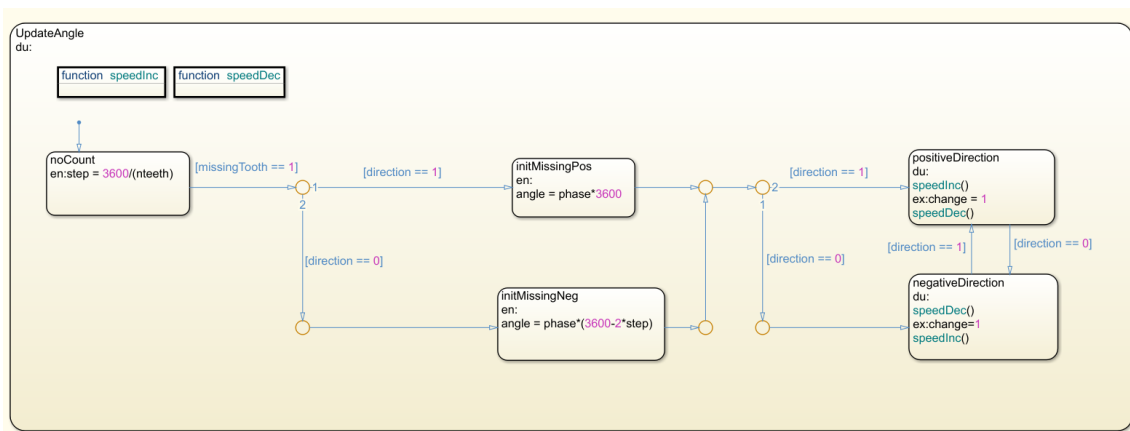 UpdateAngle
du:
function speedInc
function speedDec
noCount
en:step = 3600/(nteeth)
[missingTooth == 1]
1
2
[direction == 1]
[direction == 0]
initMissingPos
en:
angle = phase*3600
initMissingNeg
en:
angle = phase*(3600-2*step)
2
1
[direction == 1]
[direction == 0]
positiveDirection
du:
speedInc()
ex:change = 1
speedDec()
[direction == 1]
[direction == 0]
negativeDirection
du:
speedDec()
ex:change=1
speedInc()